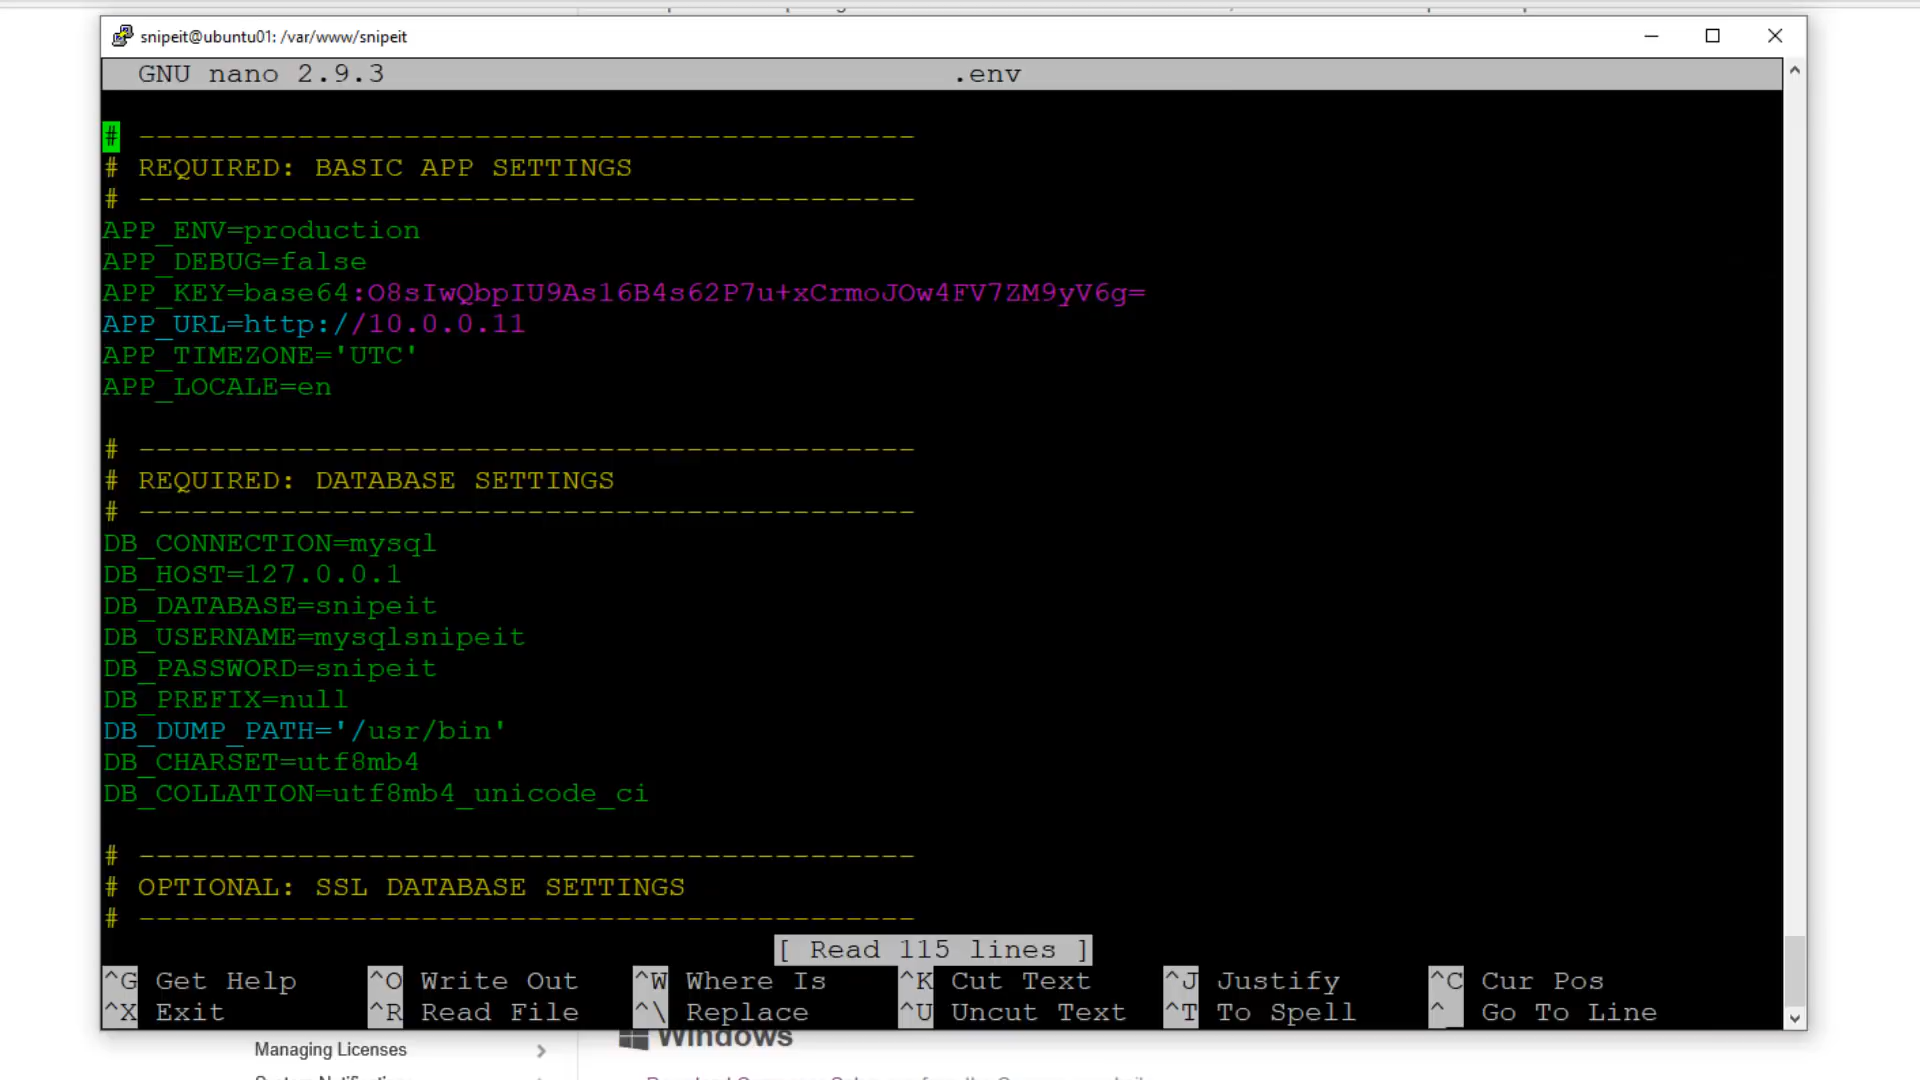 snipeit@ubuntu01: /var/www/snipeit
GNU nano 2.9.3 .env
# --------------------------------------------
# REQUIRED: BASIC APP SETTINGS
# --------------------------------------------
APP_ENV=production
APP_DEBUG=false
APP_KEY=base64:O8sIwQbpIU9As16B4s62P7u+xCrmoJOw4FV7ZM9yV6g=
APP_URL=http://10.0.0.11
APP_TIMEZONE='UTC'
APP_LOCALE=en
# --------------------------------------------
# REQUIRED: DATABASE SETTINGS
# --------------------------------------------
DB_CONNECTION=mysql
DB_HOST=127.0.0.1
DB_DATABASE=snipeit
DB_USERNAME=mysqlsnipeit
DB_PASSWORD=snipeit
DB_PREFIX=null
DB_DUMP_PATH='/usr/bin'
DB_CHARSET=utf8mb4
DB_COLLATION=utf8mb4_unicode_ci
# --------------------------------------------
# OPTIONAL: SSL DATABASE SETTINGS
# --------------------------------------------
[ Read 115 lines ]
^G Get Help ^O Write Out ^W Where Is ^K Cut Text ^J Justify ^C Cur Pos
^X Exit ^R Read File ^\ Replace ^U Uncut Text ^T To Spell ^_ Go To Line
Managing Licenses
Windows